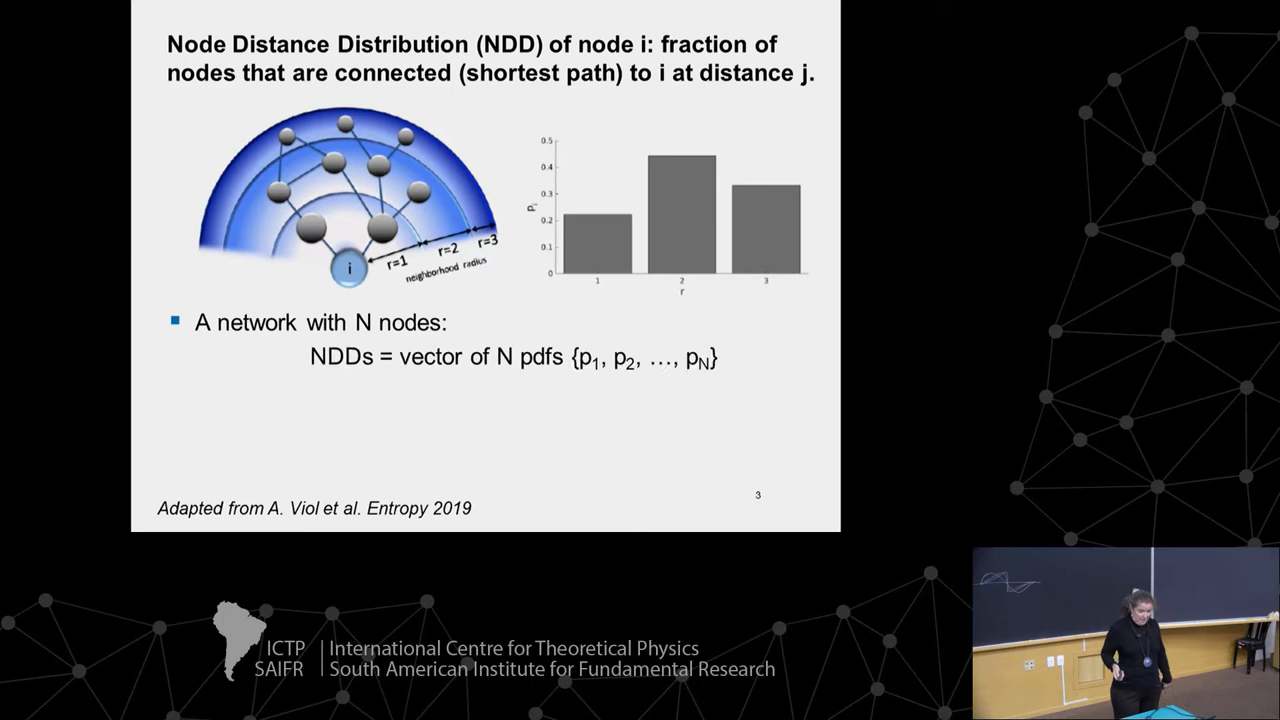 Node Distance Distribution (NDD) of node i: fraction of
nodes that are connected (shortest path) to i at distance j.
i
r=1
r=2
r=3
neighborhood radius
0.5
0.4
0.3
0.2
0.1
0
Pi
1
2
3
r
A network with N nodes:
NDDs = vector of N pdfs {p1, p2, …, pN}
3
Adapted from A. Viol et al. Entropy 2019
ICTP International Centre for Theoretical Physics
SAIFR South American Institute for Fundamental Research